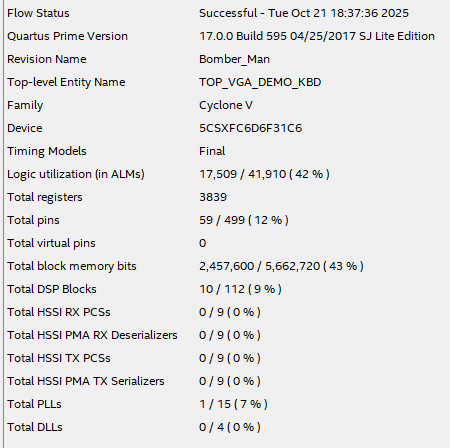 Flow Status Successful - Tue Oct 21 18:37:36 2025
Quartus Prime Version 17.0.0 Build 595 04/25/2017 SJ Lite Edition
Revision Name Bomber_Man
Top-level Entity Name TOP_VGA_DEMO_KBD
Family Cyclone V
Device 5CSXFC6D6F31C6
Timing Models Final
Logic utilization (in ALMs) 17,509 / 41,910 ( 42 % )
Total registers 3839
Total pins 59 / 499 ( 12 % )
Total virtual pins 0
Total block memory bits 2,457,600 / 5,662,720 ( 43 % )
Total DSP Blocks 10 / 112 ( 9 % )
Total HSSI RX PCSs 0 / 9 ( 0 % )
Total HSSI PMA RX Deserializers 0 / 9 ( 0 % )
Total HSSI TX PCSs 0 / 9 ( 0 % )
Total HSSI PMA TX Serializers 0 / 9 ( 0 % )
Total PLLs 1 / 15 ( 7 % )
Total DLLs 0 / 4 ( 0 % )